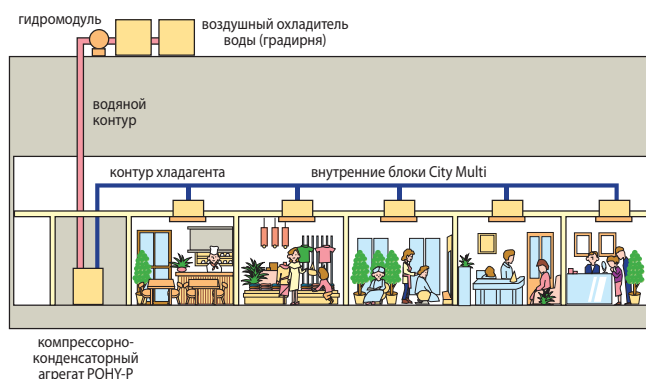 гидромодуль
воздушный охладитель
воды (градирня)
водяной
контур
контур хладагента
внутренние блоки City Multi
компрессорно-
конденсаторный
агрегат PQHY-P